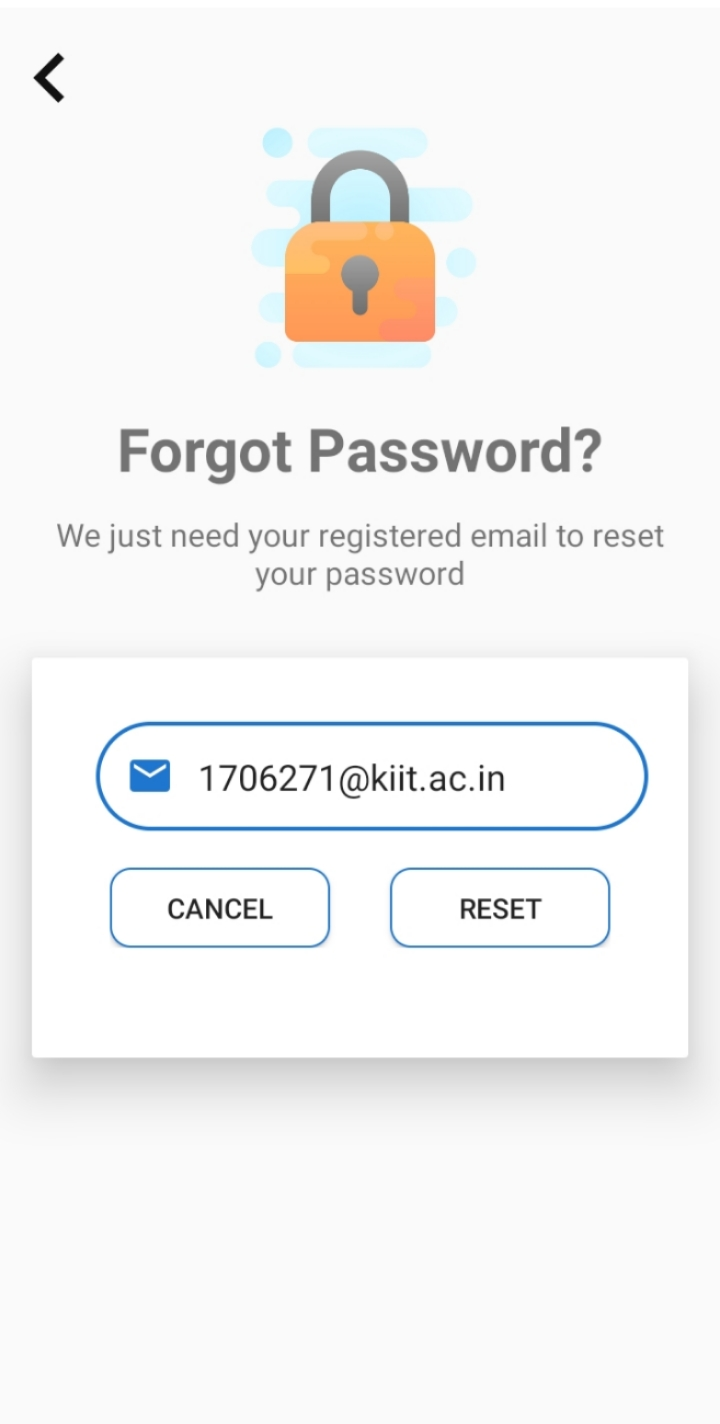 Forgot Password?
We just need your registered email to reset
your password
1706271@kiit.ac.in
CANCEL
RESET